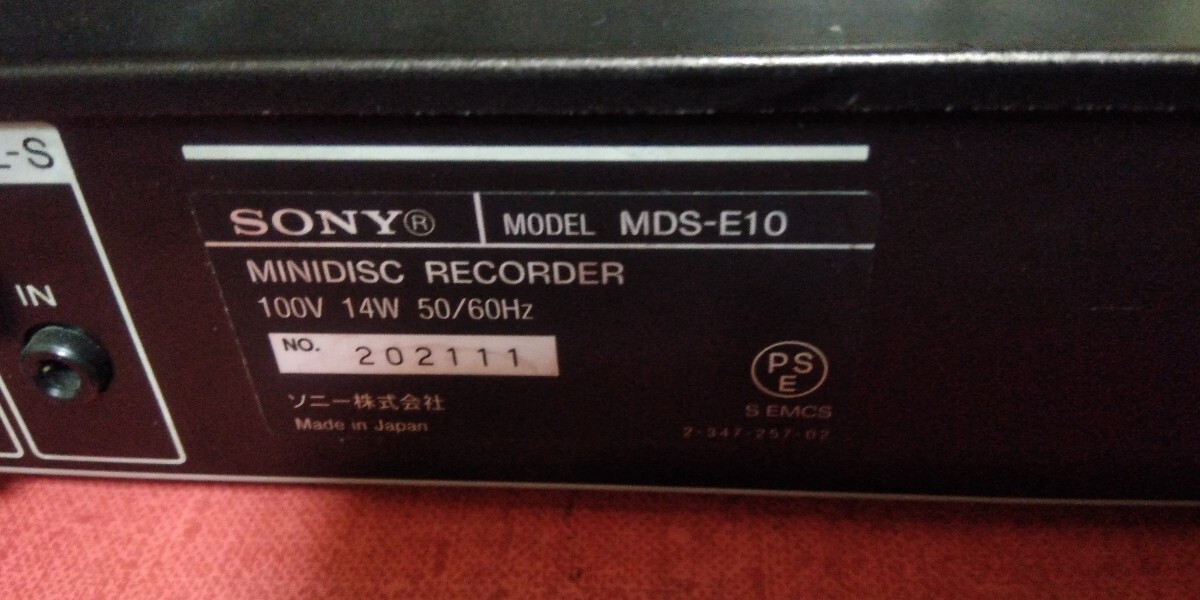 L-S
IN
SONY® MODEL MDS-E10
MINIDISC RECORDER
100V 14W 50/60Hz
NO. 202111
ソニー株式会社
Made in Japan
PS
E
S EMCS
2-347-257-02